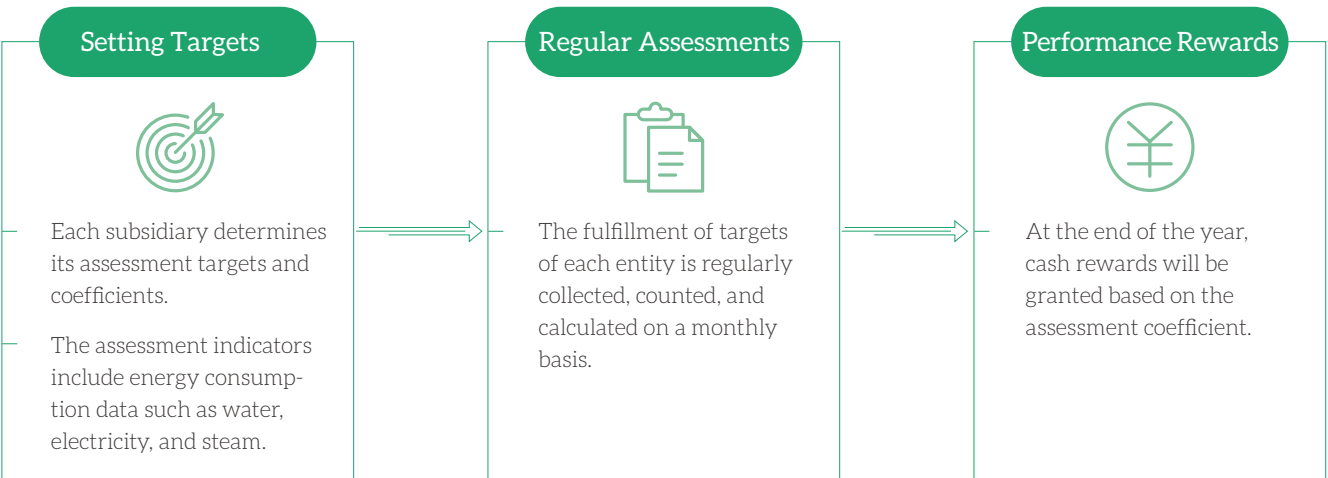 Setting Targets
Each subsidiary determines
its assessment targets and
coefficients.
The assessment indicators
include energy consump-
tion data such as water,
electricity, and steam.
Regular Assessments
The fulfillment of targets
of each entity is regularly
collected, counted, and
calculated on a monthly
basis.
Performance Rewards
¥
At the end of the year,
cash rewards will be
granted based on the
assessment coefficient.